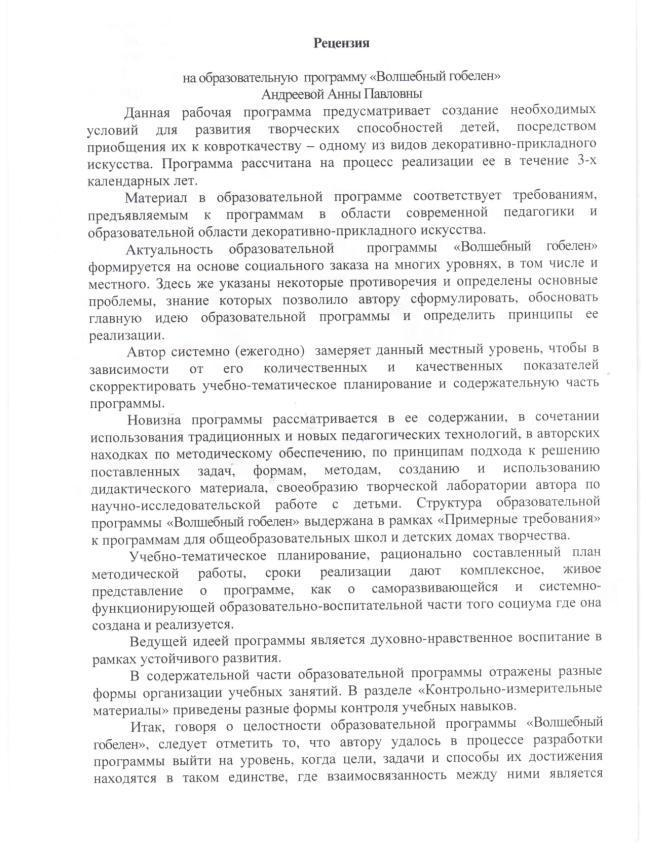 Рецензия
на образовательную программу «Волшебный гобелен»
Андреевой Анны Павловны
Данная рабочая программа предусматривает создание необходимых
условий для развития творческих способностей детей, посредством
приобщения их к ковроткачеству – одному из видов декоративно-прикладного
искусства. Программа рассчитана на процесс реализации ее в течение 3-х
календарных лет.
Материал в образовательной программе соответствует требованиям,
предъявляемым к программам в области современной педагогики и
образовательной области декоративно-прикладного искусства.
Актуальность образовательной программы «Волшебный гобелен»
формируется на основе социального заказа на многих уровнях, в том числе и
местного. Здесь же указаны некоторые противоречия и определены основные
проблемы, знание которых позволило автору сформулировать, обосновать
главную идею образовательной программы и определить принципы ее
реализации.
Автор системно (ежегодно) замеряет данный местный уровень, чтобы в
зависимости от его количественных и качественных показателей
скорректировать учебно-тематическое планирование и содержательную часть
программы.
Новизна программы рассматривается в ее содержании, в сочетании
использования традиционных и новых педагогических технологий, в авторских
находках по методическому обеспечению, по принципам подхода к решению
поставленных задач, формам, методам, созданию и использованию
дидактического материала, своеобразию творческой лаборатории автора по
научно-исследовательской работе с детьми. Структура образовательной
программы «Волшебный гобелен» выдержана в рамках «Примерные требования»
к программам для общеобразовательных школ и детских домах творчества.
Учебно-тематическое планирование, рационально составленный план
методической работы, сроки реализации дают комплексное, живое
представление о программе, как о саморазвивающейся и системно-
функционирующей образовательно-воспитательной части того социума где она
создана и реализуется.
Ведущей идеей программы является духовно-нравственное воспитание в
рамках устойчивого развития.
В содержательной части образовательной программы отражены разные
формы организации учебных занятий. В разделе «Контрольно-измерительные
материалы» приведены разные формы контроля учебных навыков.
Итак, говоря о целостности образовательной программы «Волшебный
гобелен», следует отметить то, что автору удалось в процессе разработки
программы выйти на уровень, когда цели, задачи и способы их достижения
находятся в таком единстве, где взаимосвязанность между ними является